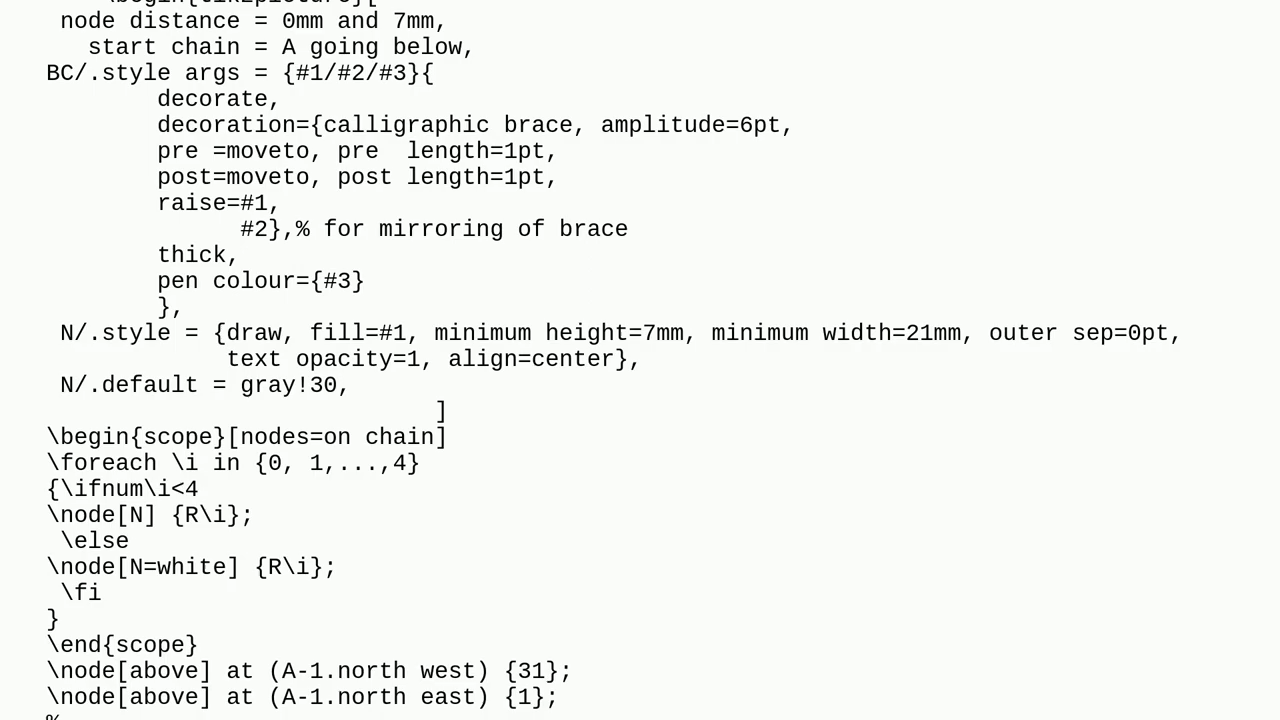 \begin{tikzpicture}[
node distance = 0mm and 7mm,
start chain = A going below,
BC/.style args = {#1/#2/#3}{
decorate,
decoration={calligraphic brace, amplitude=6pt,
pre =moveto, pre  length=1pt,
post=moveto, post length=1pt,
raise=#1,
#2},% for mirroring of brace
thick,
pen colour={#3}
},
N/.style = {draw, fill=#1, minimum height=7mm, minimum width=21mm, outer sep=0pt,
text opacity=1, align=center},
N/.default = gray!30,
]
\begin{scope}[nodes=on chain]
\foreach \i in {0, 1,...,4}
{\ifnum\i<4
\node[N] {R\i};
\else
\node[N=white] {R\i};
\fi
}
\end{scope}
\node[above] at (A-1.north west) {31};
\node[above] at (A-1.north east) {1};
%